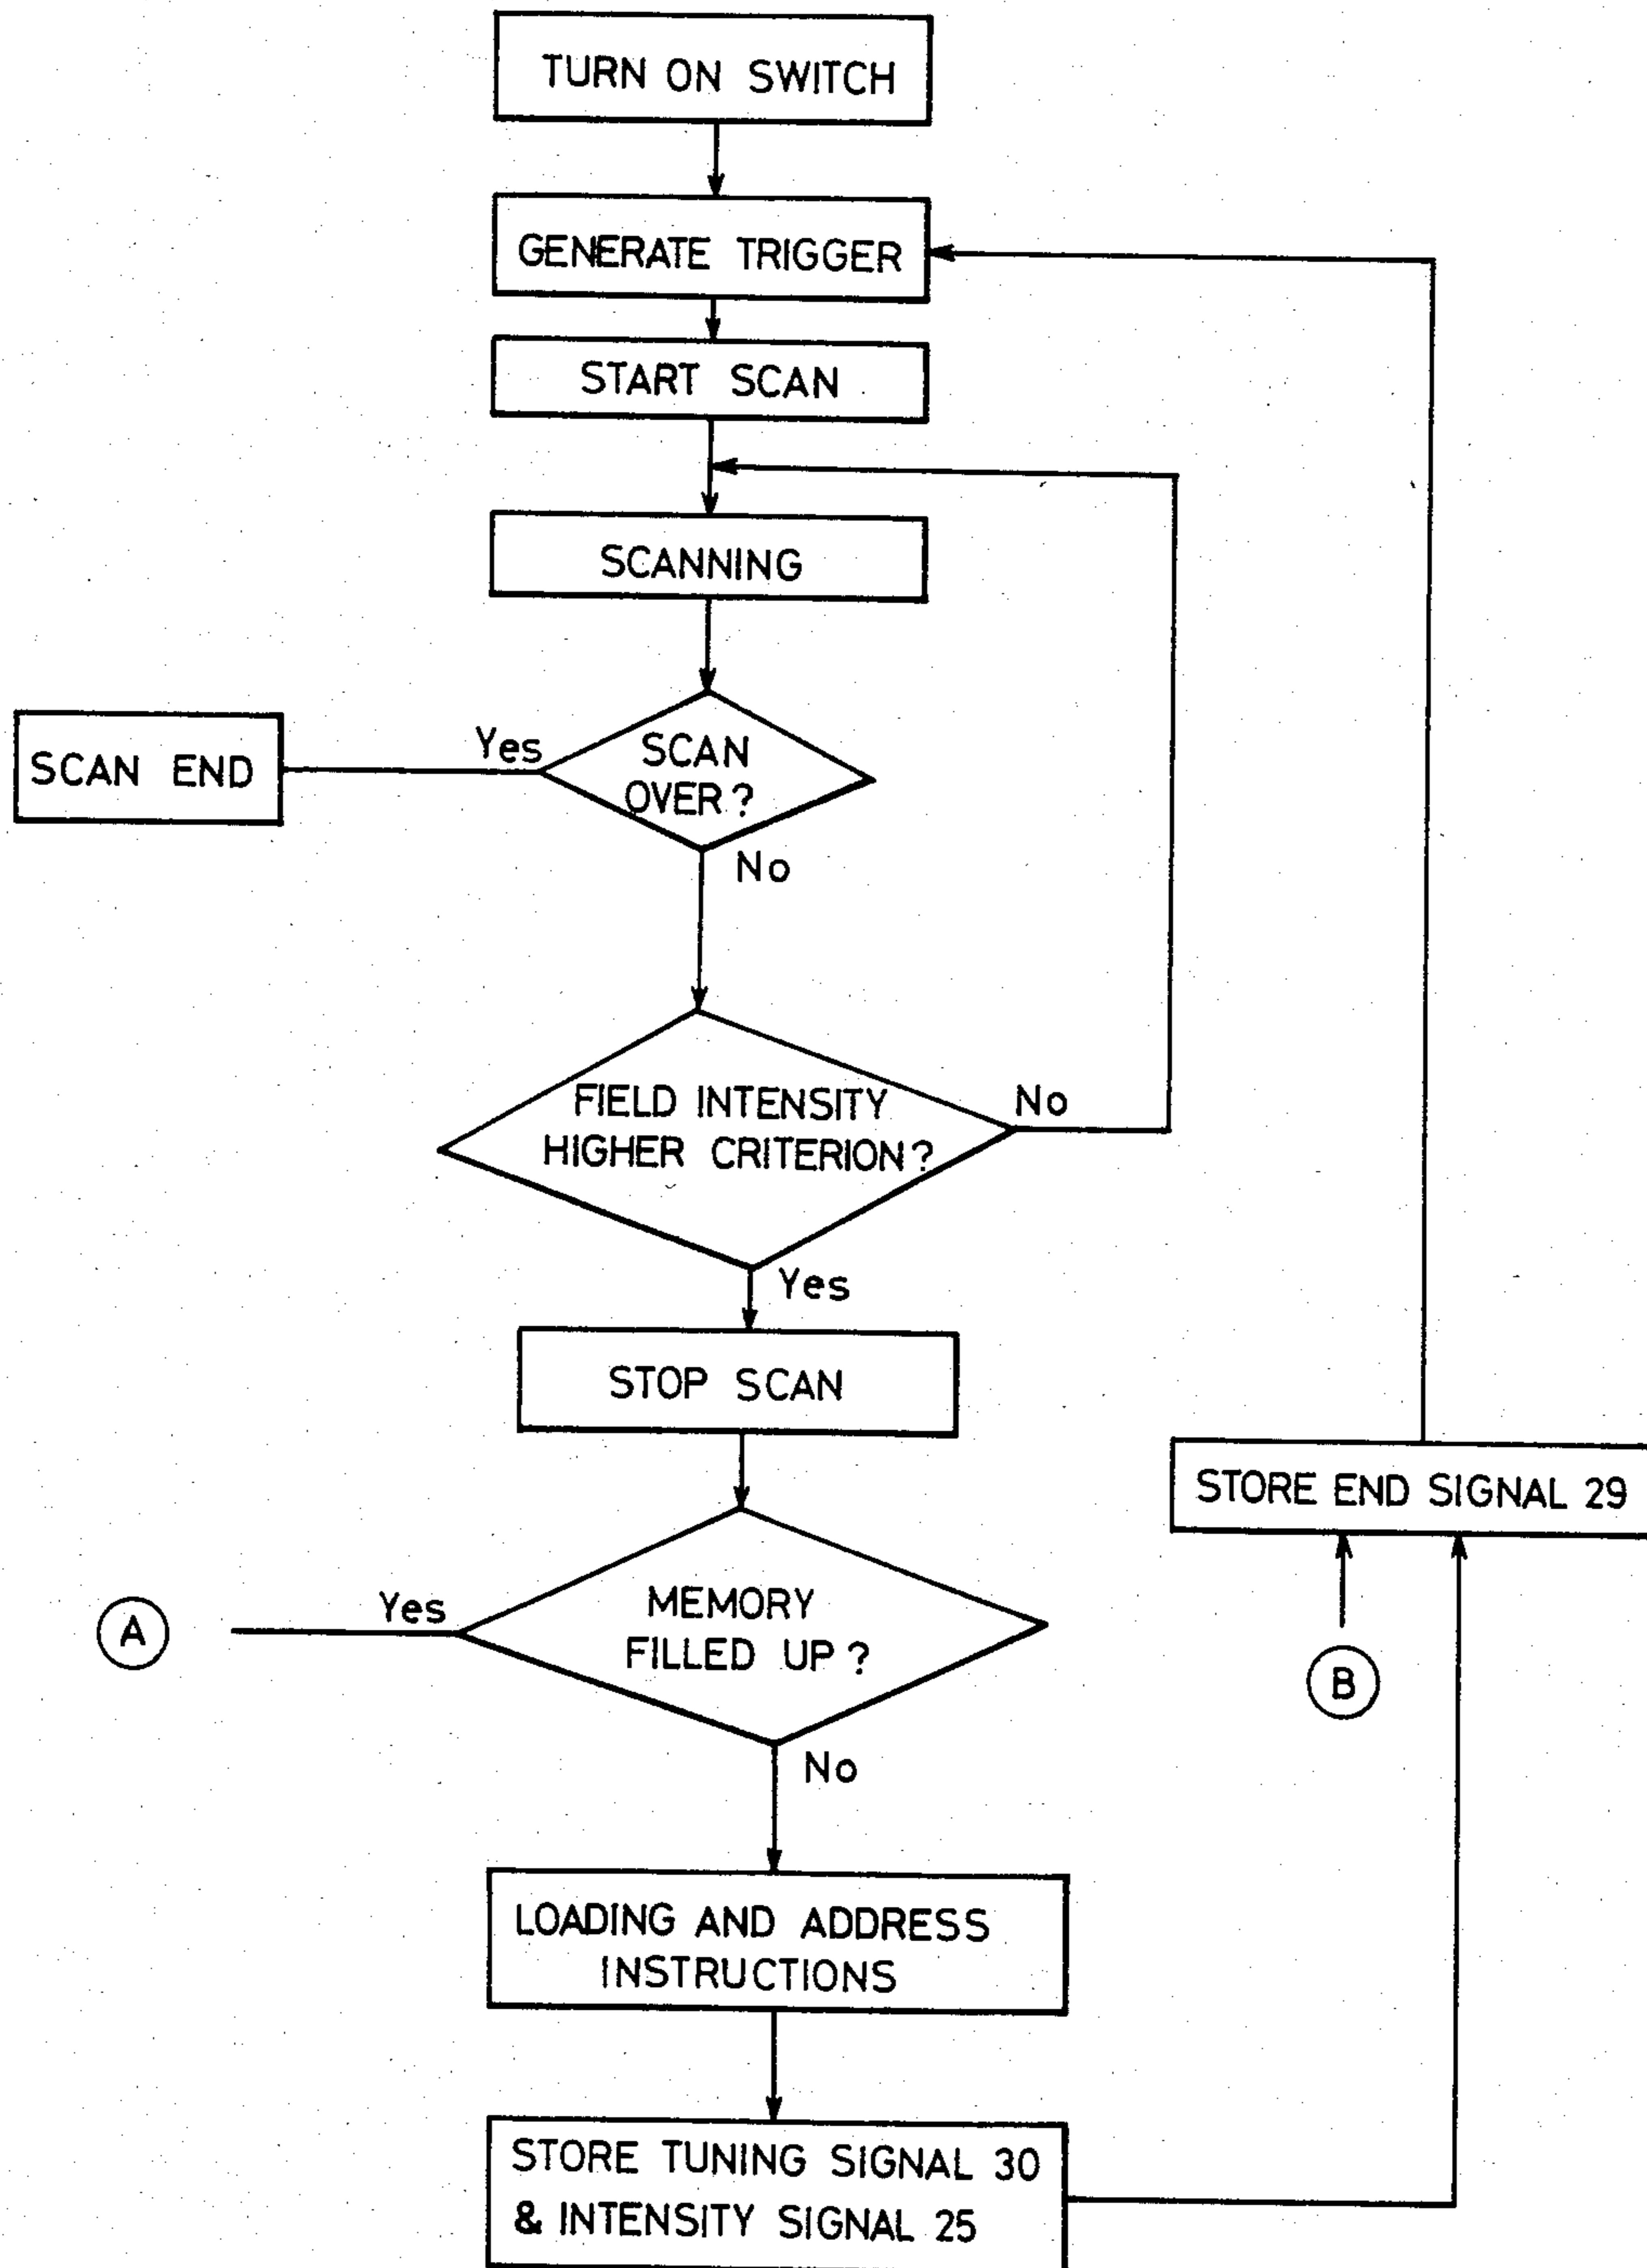 TURN ON SWITCH
GENERATE TRIGGER
START SCAN
SCANNING
SCAN END
Yes
SCAN
OVER?
No
FIELD INTENSITY
HIGHER CRITERION?
No
Yes
STOP SCAN
STORE END SIGNAL 29
A
Yes
MEMORY
FILLED UP?
B
No
LOADING AND ADDRESS
INSTRUCTIONS
STORE TUNING SIGNAL 30
& INTENSITY SIGNAL 25